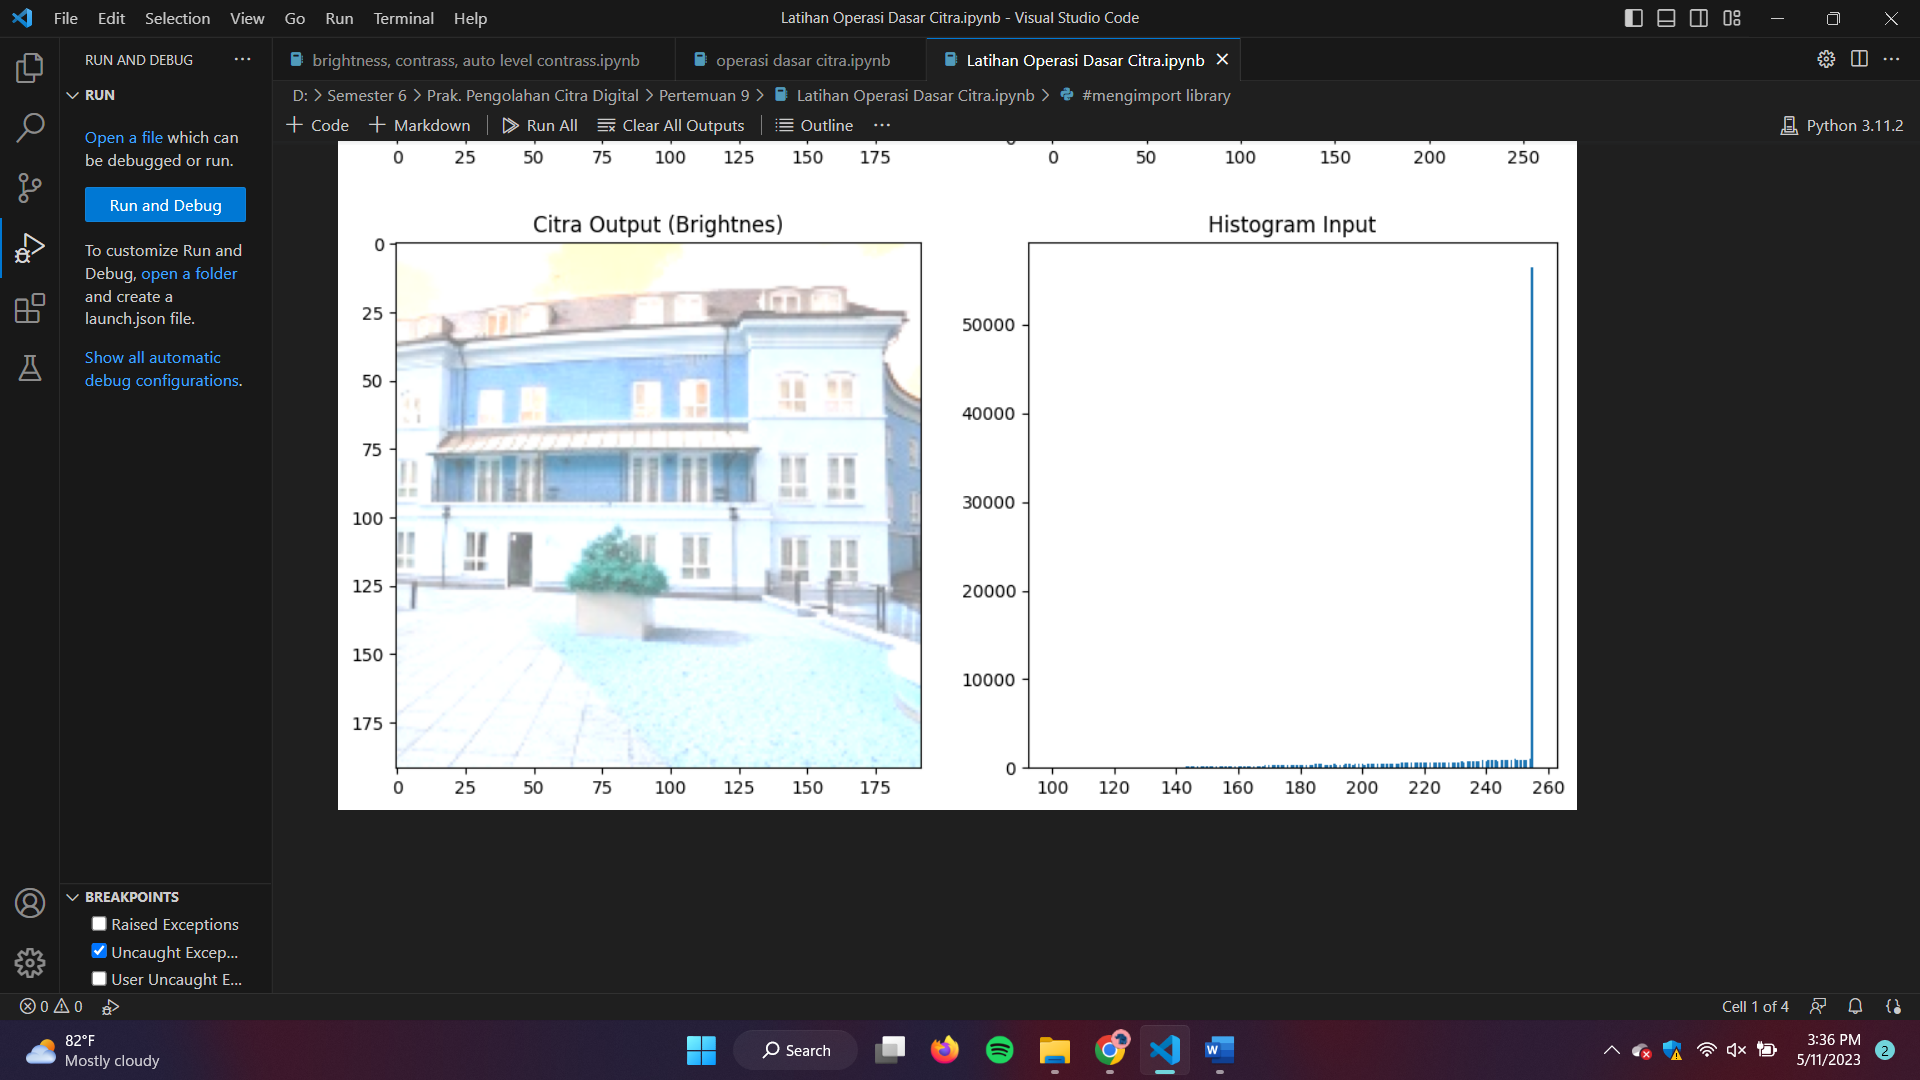 File Edit Selection View Go Run Terminal Help
Latihan Operasi Dasar Citra.ipynb - Visual Studio Code
RUN AND DEBUG
brightness, contrass, auto level contrass.ipynb
operasi dasar citra.ipynb
Latihan Operasi Dasar Citra.ipynb
RUN
D: > Semester 6 > Prak. Pengolahan Citra Digital > Pertemuan 9 > Latihan Operasi Dasar Citra.ipynb > #mengimport library
+ Code + Markdown Run All Clear All Outputs Outline ...
Python 3.11.2
Open a file which can
be debugged or run.
Run and Debug
To customize Run and
Debug, open a folder
and create a
launch.json file.
Show all automatic
debug configurations.
0 25 50 75 100 125 150 175
0
0 50 100 150 200 250
Citra Output (Brightnes)
0
25
50
75
100
125
150
175
0 25 50 75 100 125 150 175
Histogram Input
50000
40000
30000
20000
10000
0
100 120 140 160 180 200 220 240 260
BREAKPOINTS
Raised Exceptions
Uncaught Excep...
User Uncaught E...
0 0
Cell 1 of 4
82°F
Mostly cloudy
Search
3:36 PM
5/11/2023
2